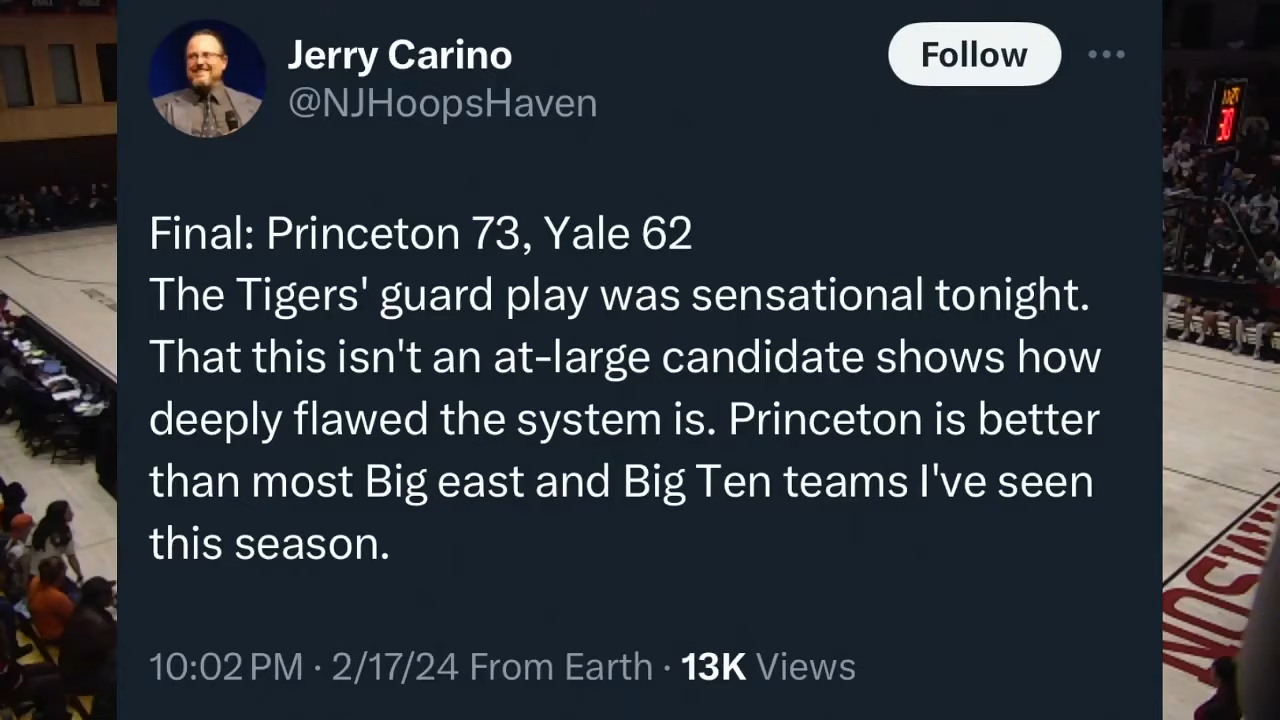 Jerry Carino
Follow
@NJHoopsHaven
Final: Princeton 73, Yale 62
The Tigers' guard play was sensational tonight.
That this isn't an at-large candidate shows how
deeply flawed the system is. Princeton is better
than most Big east and Big Ten teams I've seen
this season.
10:02 PM · 2/17/24 From Earth · 13K Views